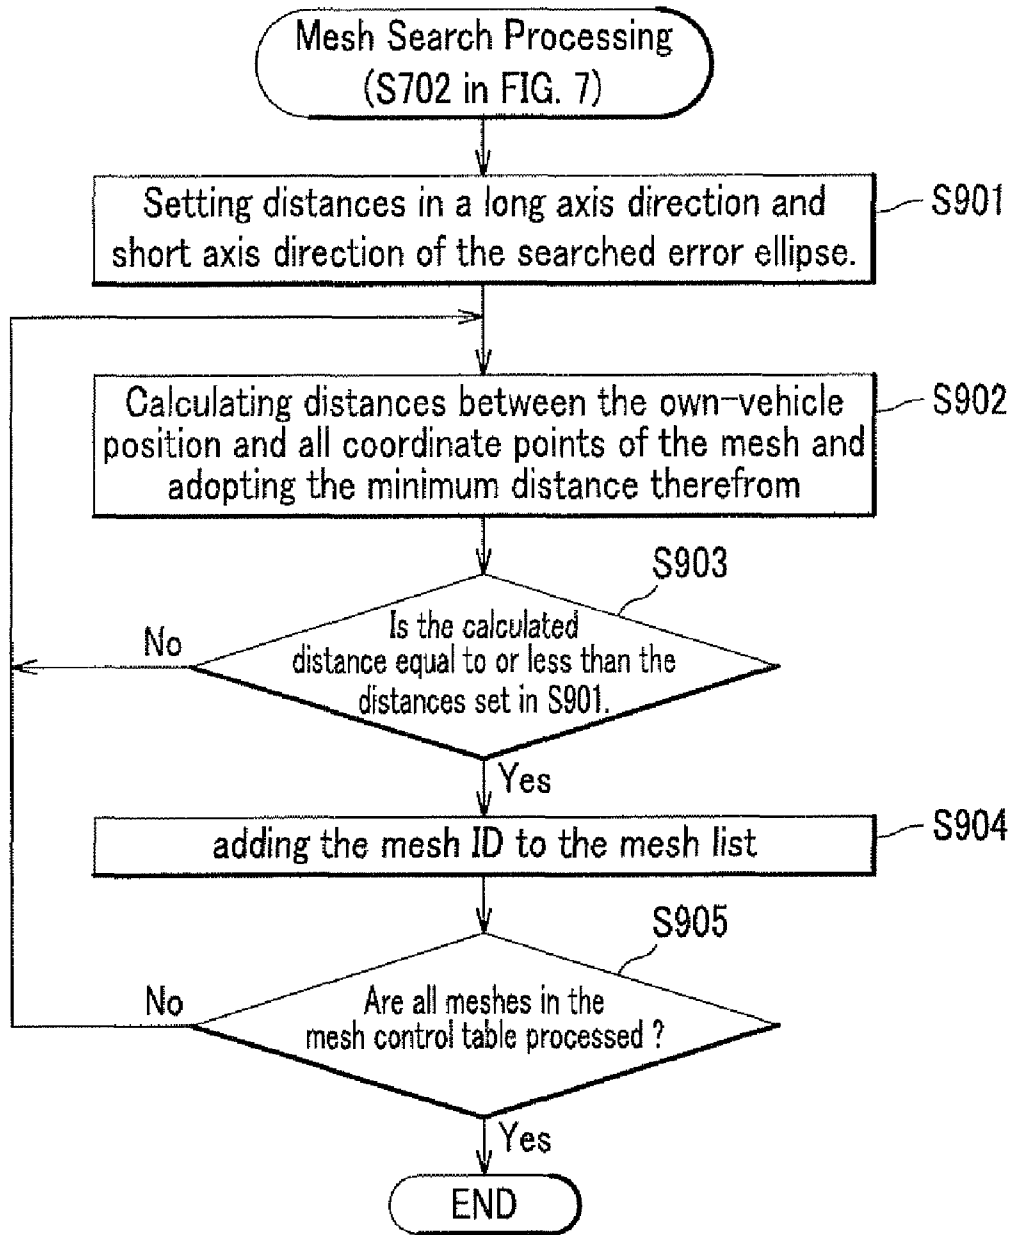 Mesh Search Processing
(S702 in FIG. 7)
Setting distances in a long axis direction and
short axis direction of the searched error ellipse.
S901
Calculating distances between the own-vehicle
position and all coordinate points of the mesh and
adopting the minimum distance therefrom
S902
S903
Is the calculated
distance equal to or less than the
distances set in S901.
No
Yes
adding the mesh ID to the mesh list
S904
S905
Are all meshes in the
mesh control table processed ?
No
Yes
END